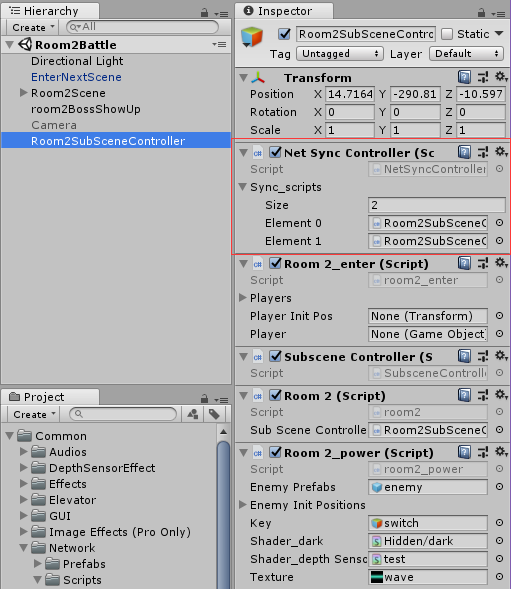 Hierarchy
Create
All
Room2Battle
Directional Light
EnterNextScene
Room2Scene
room2BossShowUp
Camera
Room2SubSceneController
Project
Create
Common
Audios
DepthSensorEffect
Effects
Elevator
GUI
Image Effects (Pro Only)
Network
Prefabs
Scripts
Inspector
Room2SubSceneContro Static
Tag Untagged Layer Default
Transform
Position X 14.7164 Y -290.81 Z -10.597
Rotation X 0 Y 0 Z 0
Scale X 1 Y 1 Z 1
Net Sync Controller (Sc
Script NetSyncController
Sync_scripts
Size 2
Element 0 Room2SubSceneC
Element 1 Room2SubSceneC
Room 2_enter (Script)
Script room2_enter
Players
Player Init Pos None (Transform)
Player None (Game Object)
Subscene Controller (S
Script SubsceneController
Room 2 (Script)
Script room2
Sub Scene Controlle Room2SubSceneC
Room 2_power (Script)
Script room2_power
Enemy Prefabs enemy
Enemy Init Positions
Key switch
Shader_dark Hidden/dark
Shader_depth Senso test
Texture wave